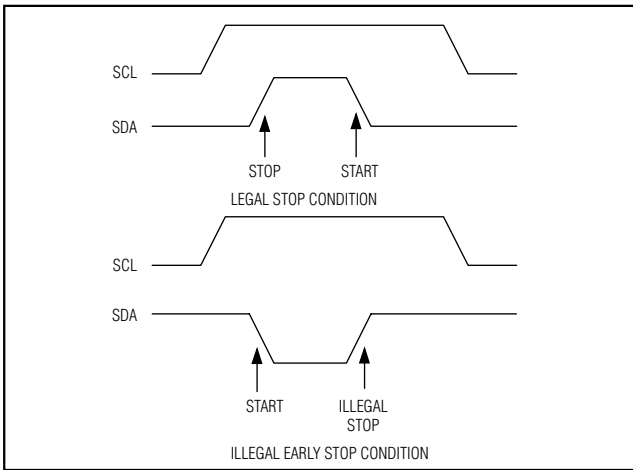 SCL
SDA
STOP START
LEGAL STOP CONDITION
SCL
SDA
START ILLEGAL
STOP
ILLEGAL EARLY STOP CONDITION